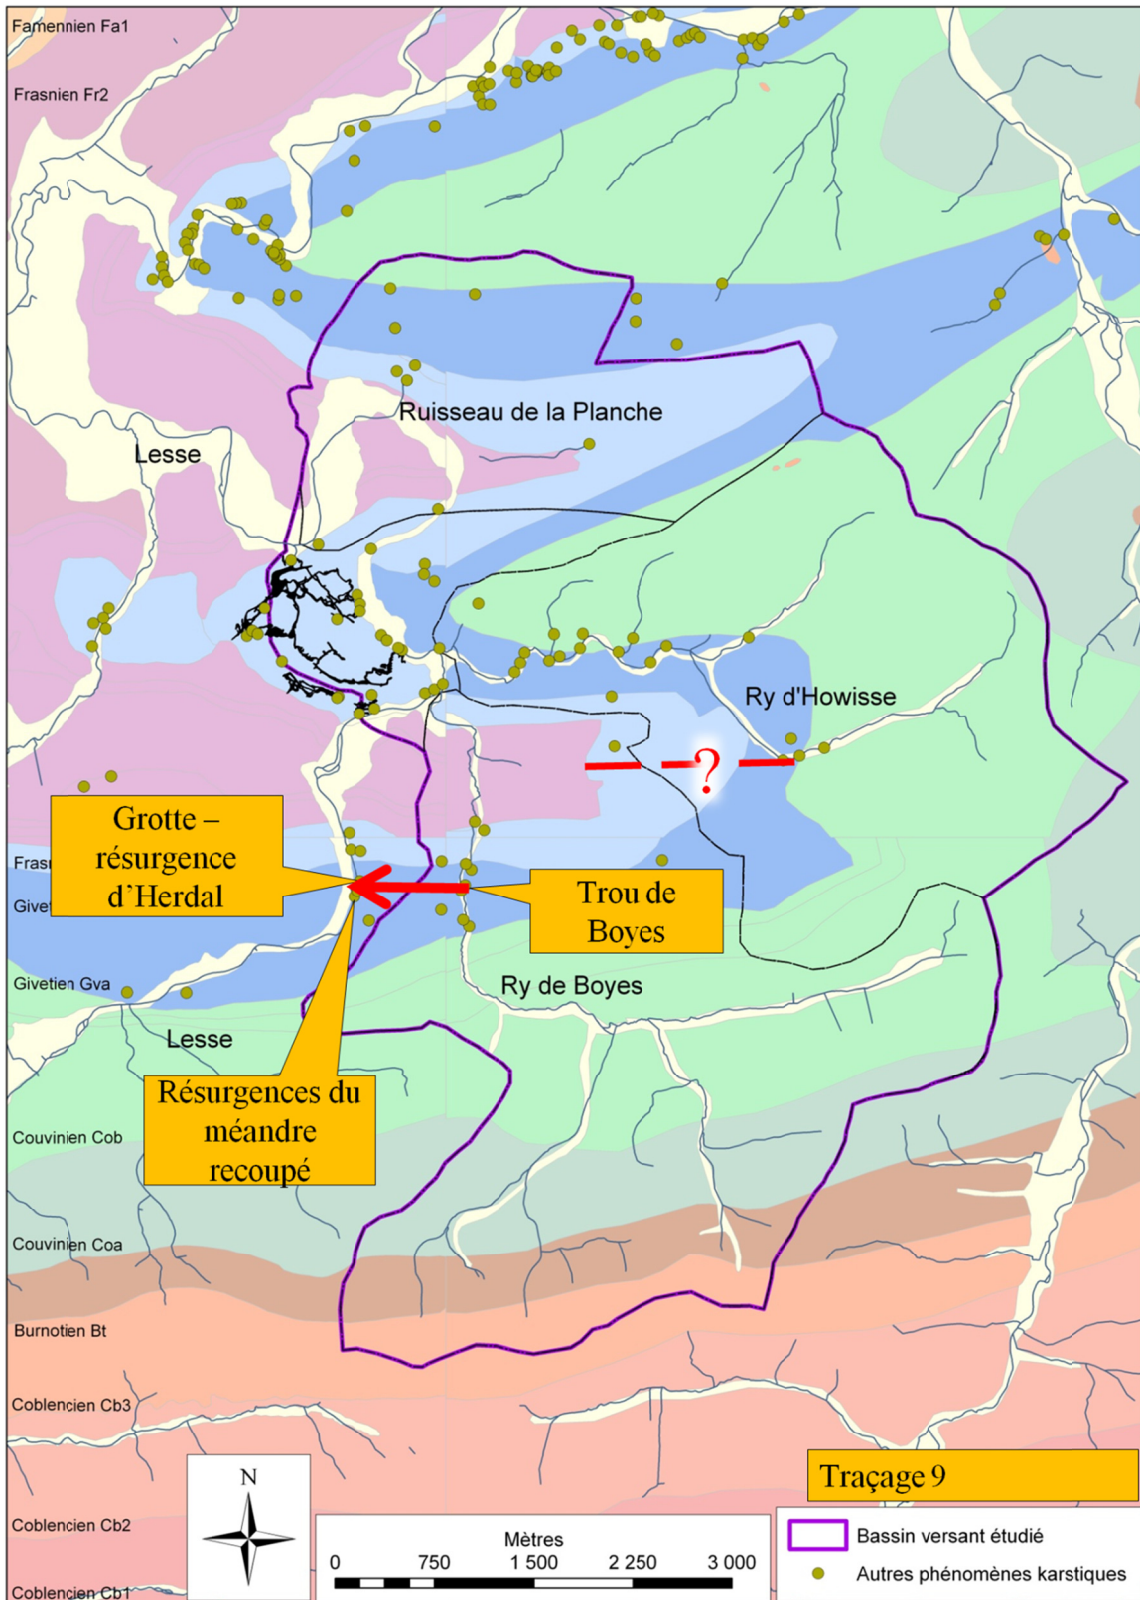 Famennien Fa1
Frasnien Fr2
Ruisseau de la Planche
Lesse
Ry d'Howisse
?
Grotte –
résurgence
d'Herdal
Fras
Givet
Trou de
Boyes
Givetien Gva
Ry de Boyes
Lesse
Résurgences du
méandre
recoupé
Couvinien Cob
Couvinien Coa
Burnotien Bt
Coblencien Cb3
Traçage 9
N
Coblencien Cb2
Mètres
0 750 1 500 2 250 3 000
Bassin versant étudié
Autres phénomènes karstiques
Coblencien Cb1